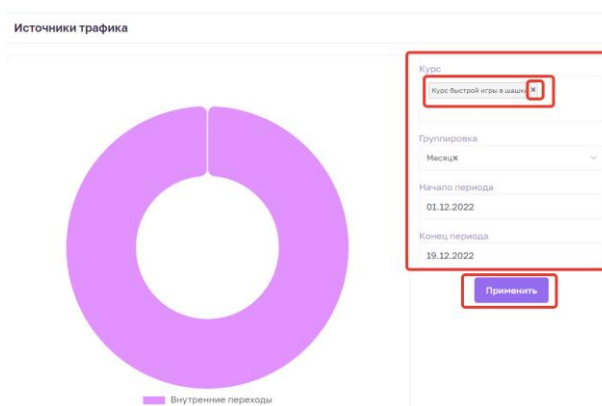 Источники трафика
Курс
Курс быстрой игры в шашки ×
Группировка
Месяц×
Начало периода
01.12.2022
Конец периода
19.12.2022
Применить
Внутренние переходы